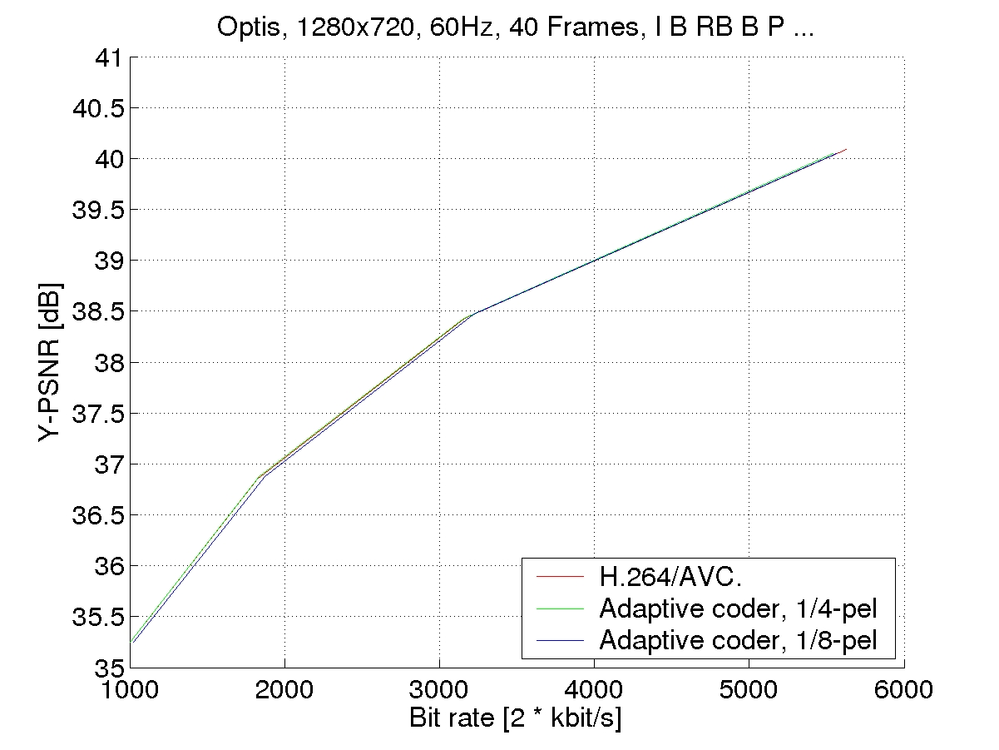 Optis, 1280x720, 60Hz, 40 Frames, I B RB B P ...
41
40.5
40
39.5
39
38.5
38
37.5
37
36.5
36
35.5
35
Y-PSNR [dB]
H.264/AVC.
Adaptive coder, 1/4-pel
Adaptive coder, 1/8-pel
1000 2000 3000 4000 5000 6000
Bit rate [2 * kbit/s]